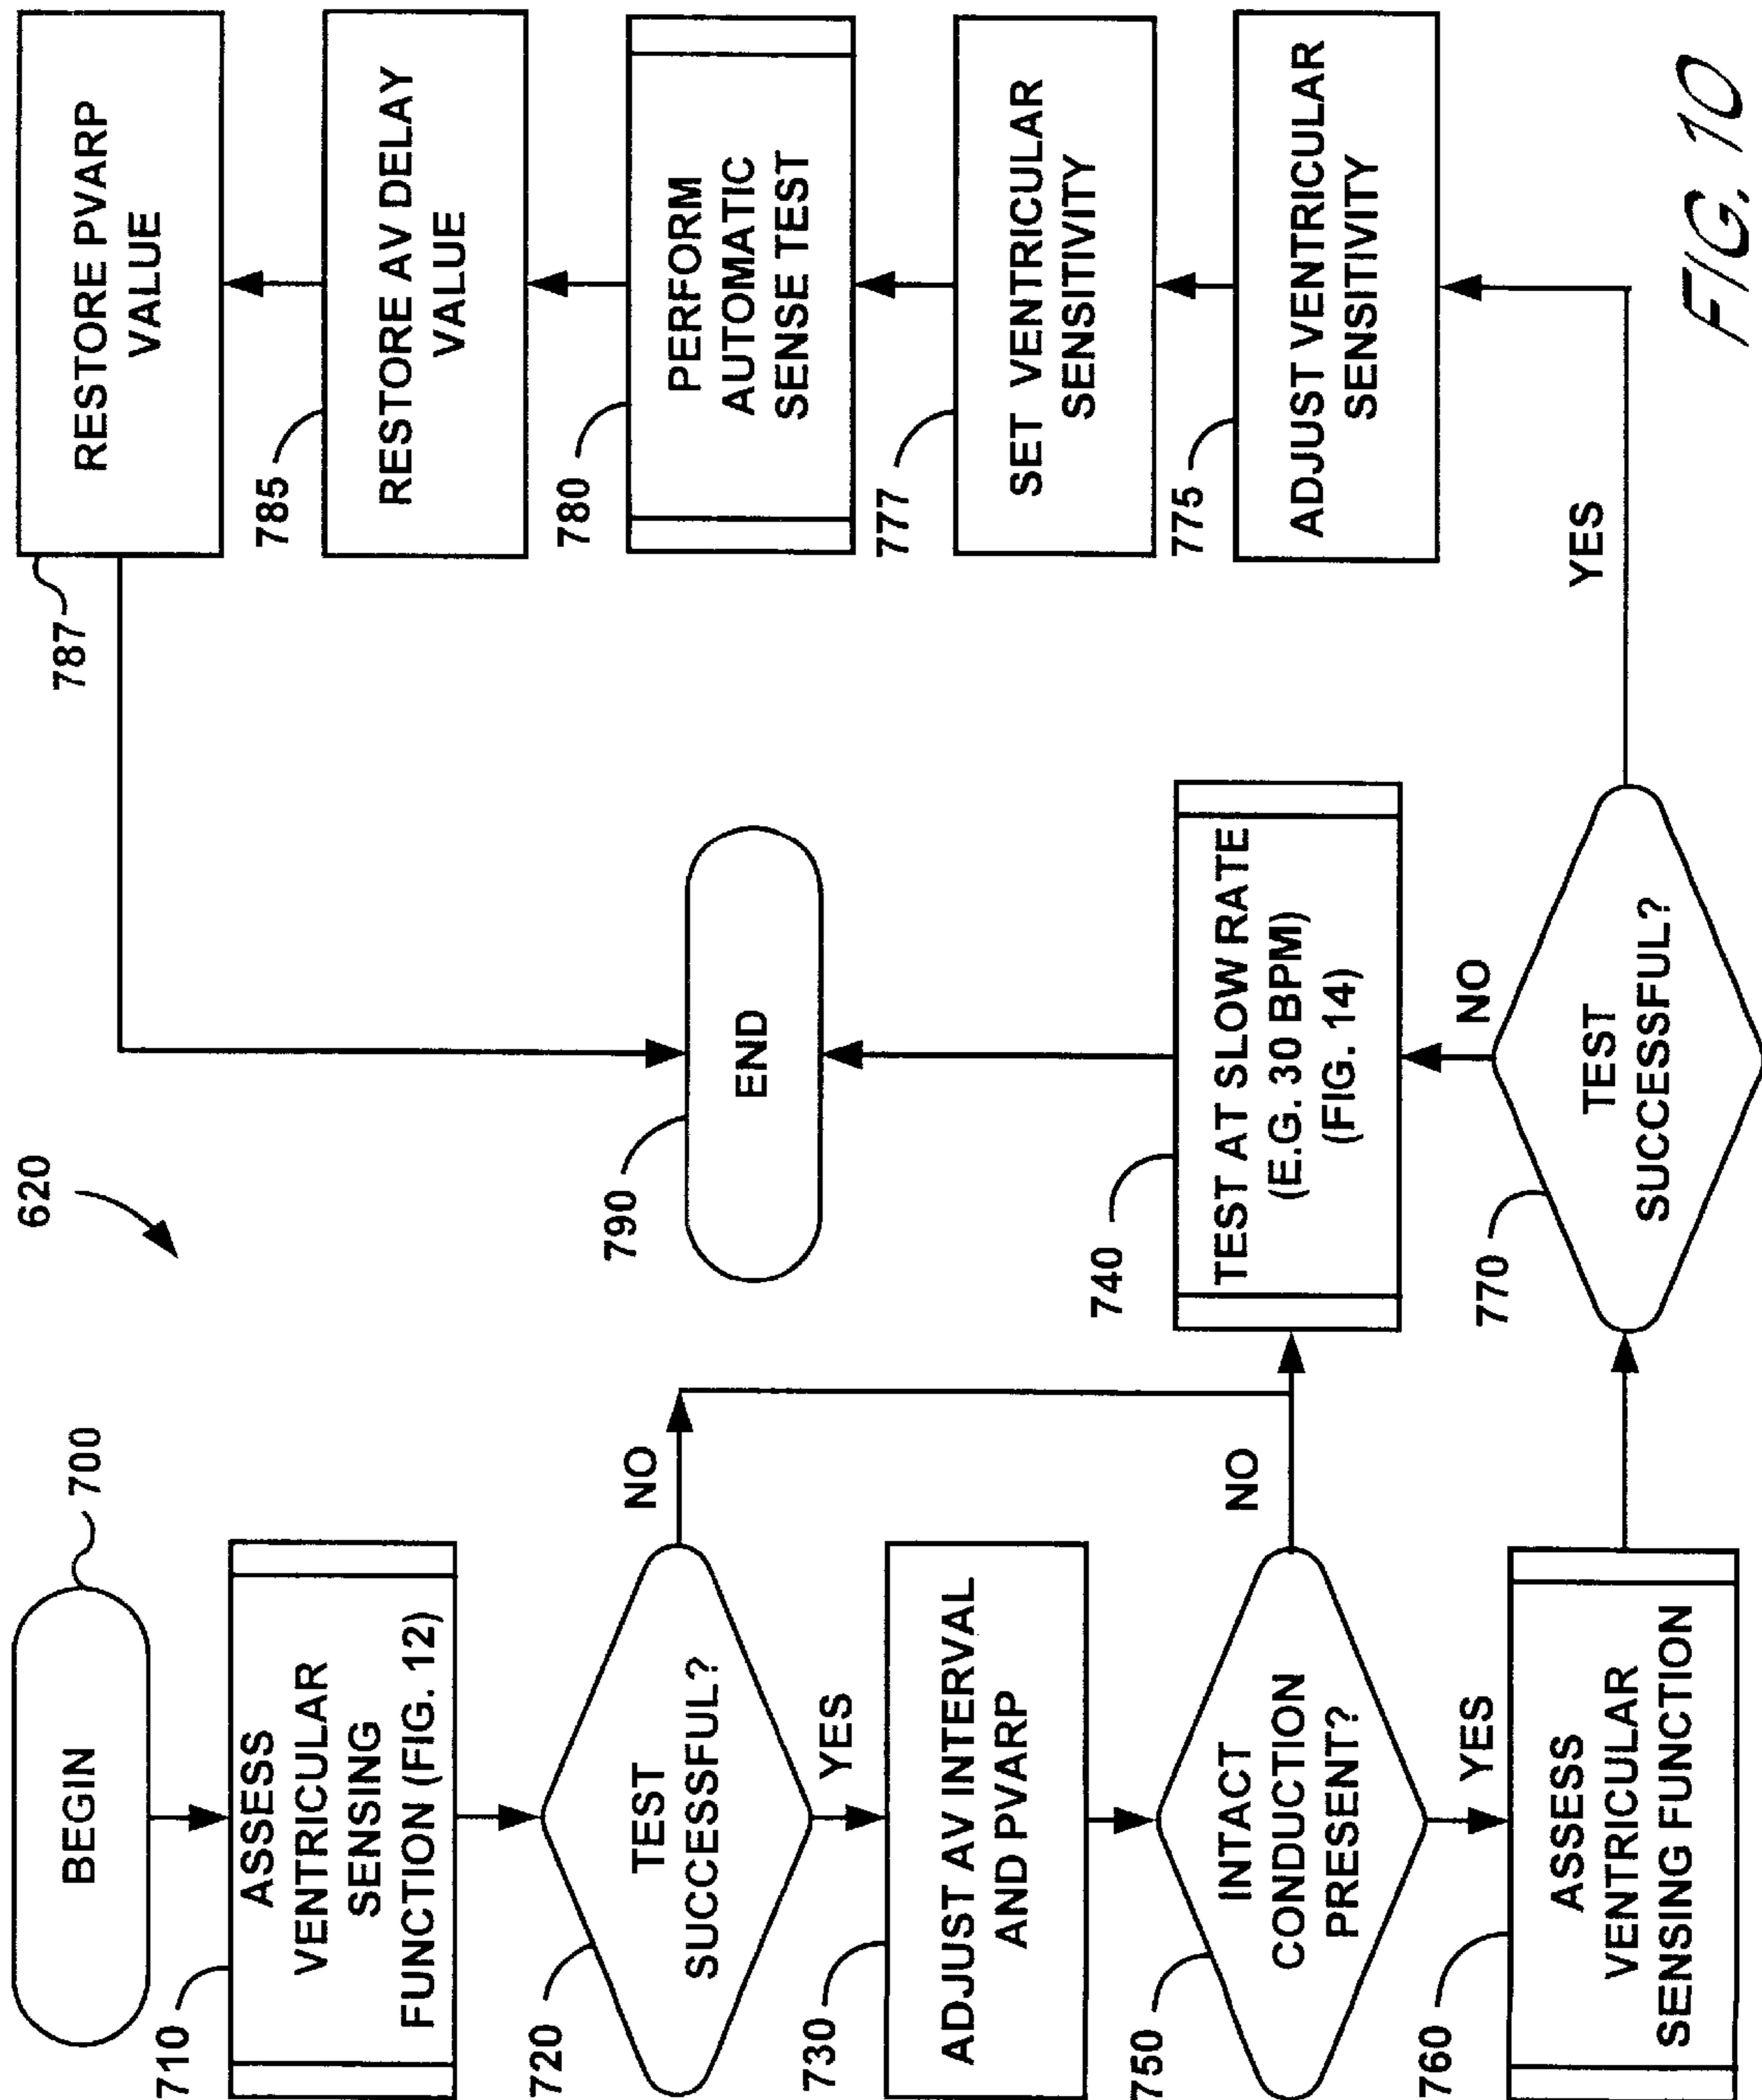 620
BEGIN
700
710
ASSESS
VENTRICULAR
SENSING
FUNCTION (FIG. 12)
720
TEST
SUCCESSFUL?
NO
YES
730
ADJUST AV INTERVAL
AND PVARP
750
INTACT
CONDUCTION
PRESENT?
NO
YES
760
ASSESS
VENTRICULAR
SENSING FUNCTION
790
END
740
TEST AT SLOW RATE
(E.G. 30 BPM)
(FIG. 14)
NO
770
TEST
SUCCESSFUL?
YES
787
RESTORE PVARP
VALUE
785
RESTORE AV DELAY
VALUE
780
PERFORM
AUTOMATIC
SENSE TEST
777
SET VENTRICULAR
SENSITIVITY
775
ADJUST VENTRICULAR
SENSITIVITY
FIG. 10